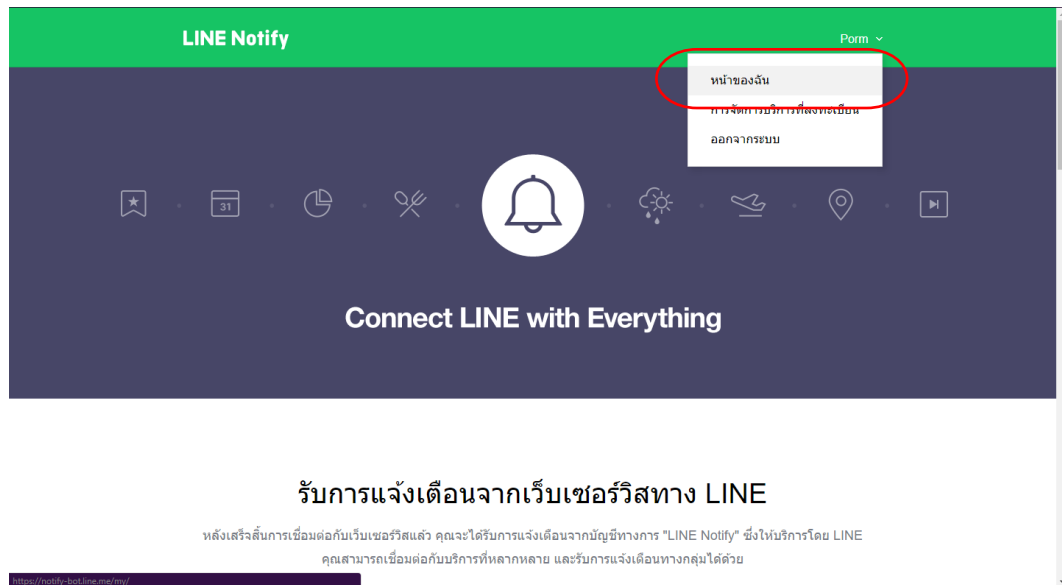 LINE Notify
Porm
หน้าของฉัน
การจัดการบริการที่ลงทะเบียน
ออกจากระบบ
31
Connect LINE with Everything
รับการแจ้งเตือนจากเว็บเซอร์วิสทาง LINE
หลังเสร็จสิ้นการเชื่อมต่อกับเว็บเซอร์วิสแล้ว คุณจะได้รับการแจ้งเตือนจากบัญชีทางการ "LINE Notify" ซึ่งให้บริการโดย LINE
คุณสามารถเชื่อมต่อกับบริการที่หลากหลาย และรับการแจ้งเตือนทางกลุ่มได้ด้วย
https://notify-bot.line.me/my/